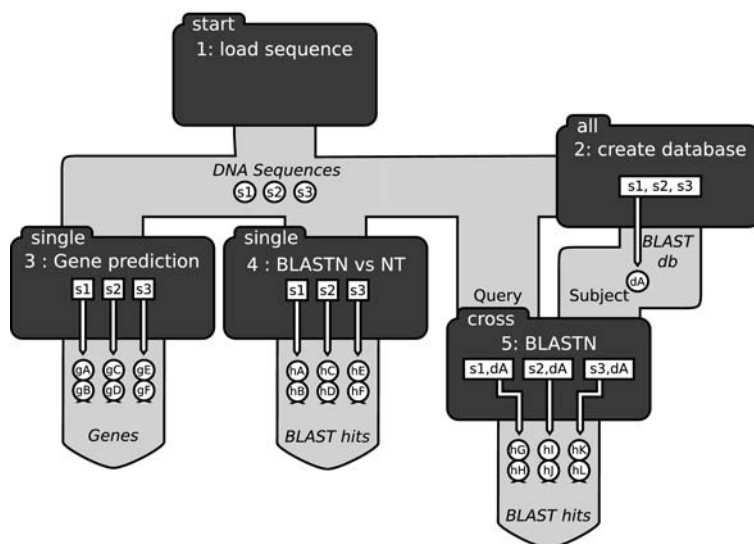 start
1: load sequence
all
2: create database
s1, s2, s3
DNA Sequences
s1 s2 s3
single
3 : Gene prediction
s1 s2 s3
gA gC gE
gB gD gF
Genes
single
4 : BLASTN vs NT
s1 s2 s3
hA hC hE
hB hD hF
BLAST hits
BLAST
db
dA
Query
Subject
cross
5: BLASTN
s1,dA s2,dA s3,dA
hG hI hK
hH hJ hL
BLAST hits